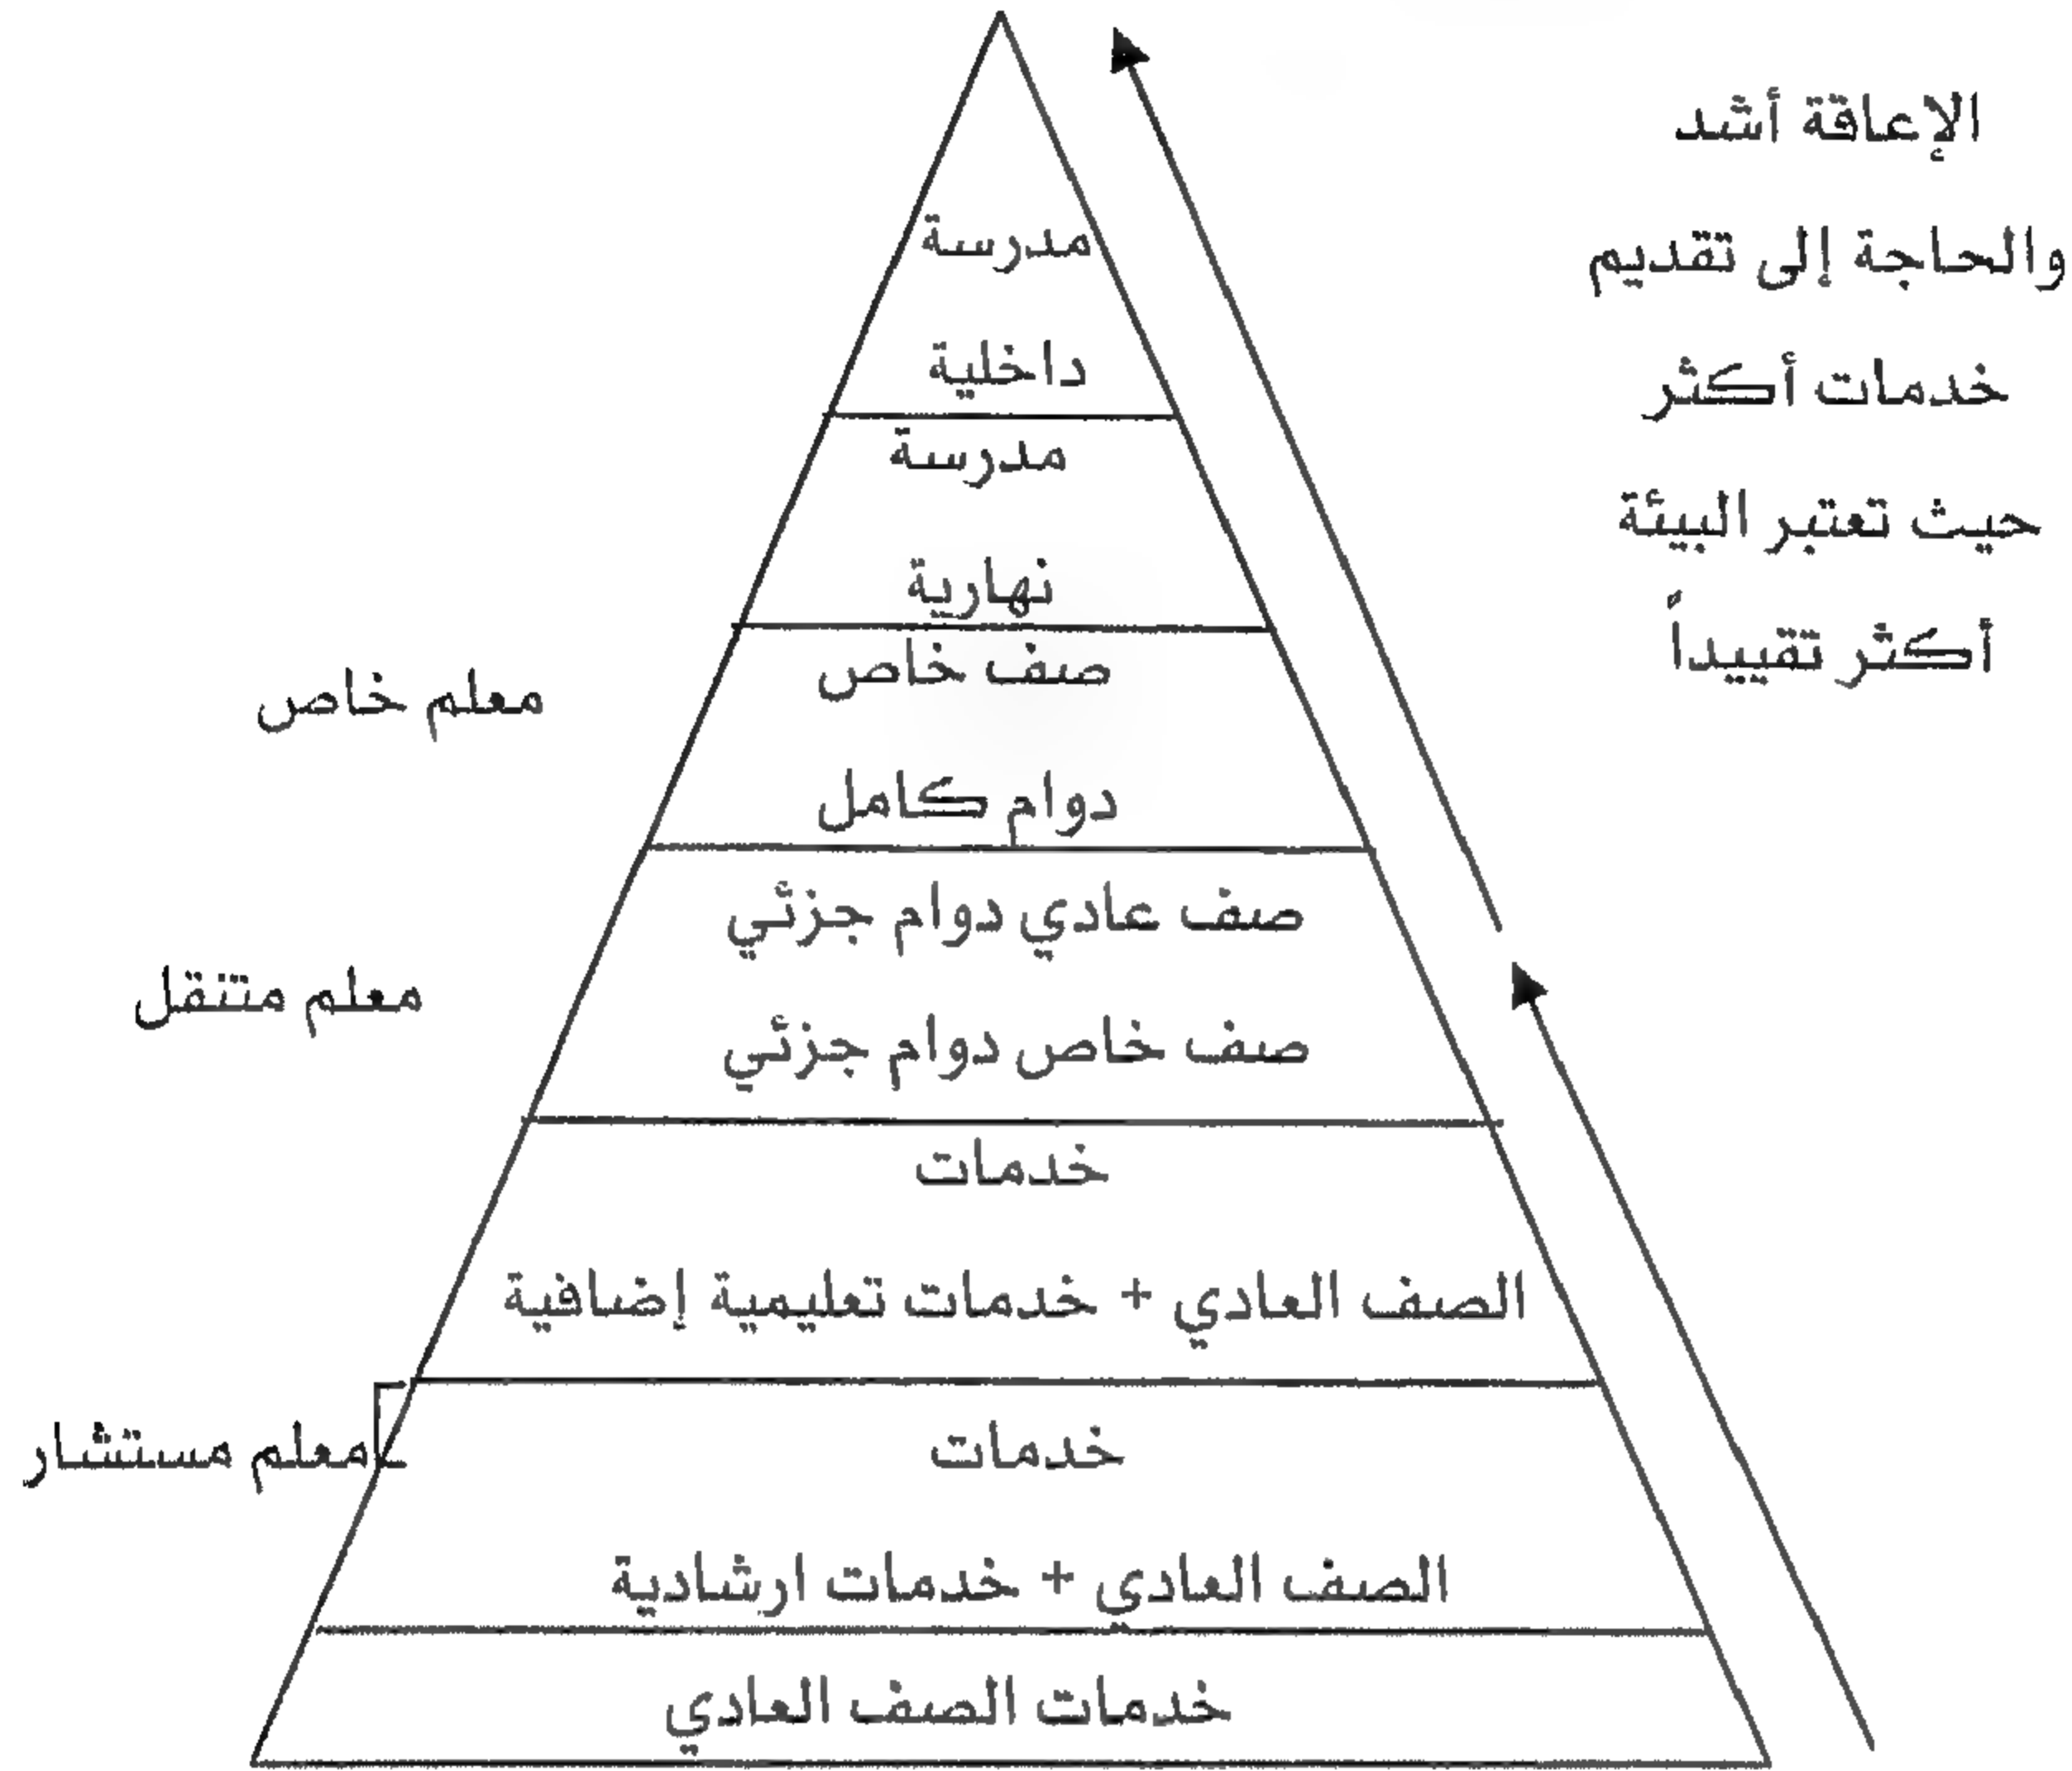 الإعاقة أشد
والحاجة إلى تقديم
خدمات أكثر
حيث تعتبر البيئة
أكثر تقييداً
مدرسة
داخلية
مدرسة
نهارية
صف خاص
دوام كامل
معلم خاص
صف عادي دوام جزئي
صف خاص دوام جزئي
معلم متنقل
خدمات
الصف العادي + خدمات تعليمية إضافية
خدمات
معلم مستشار
الصف العادي + خدمات ارشادية
خدمات الصف العادي